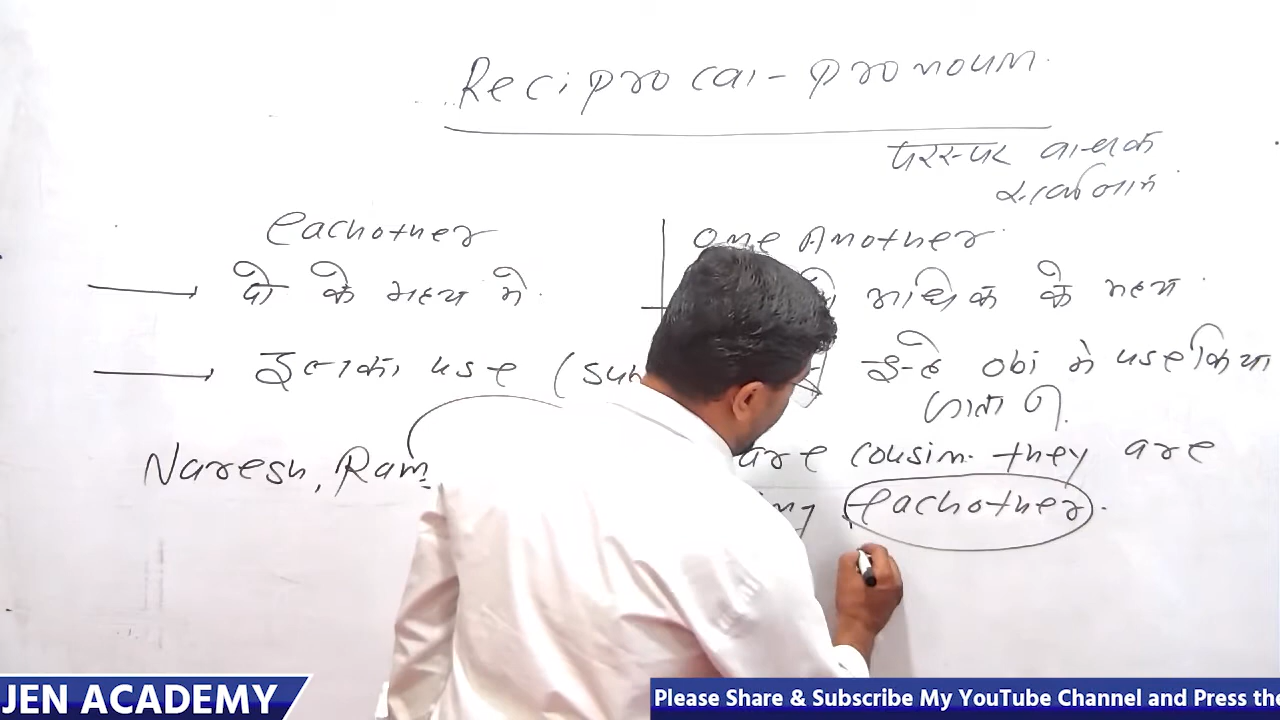 Reciprocal - Pronoun
परस्पर वाचक
सर्वनाम
Eachother
One Another
दो के मध्य में
अधिक के मध्य
इसका use (sub
इन्हे obj में use किया
जाता है.
Naresh, Ram
are cousin. they are
Eachother.
JEN ACADEMY
Please Share & Subscribe My YouTube Channel and Press the